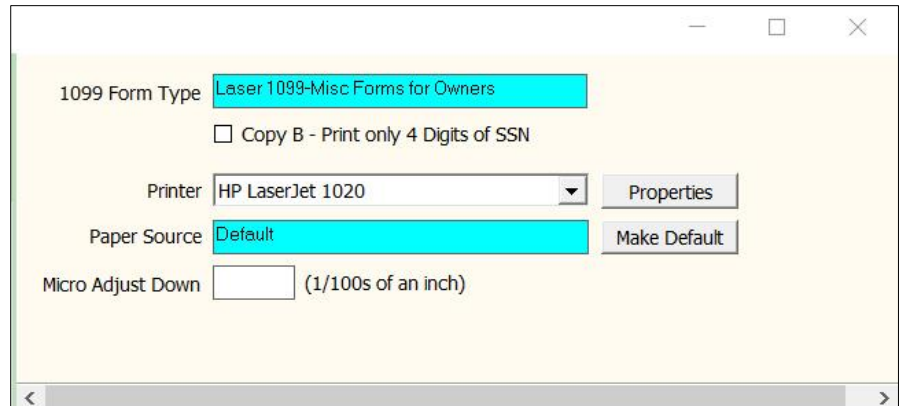 1099 Form Type Laser 1099-Misc Forms for Owners
Copy B - Print only 4 Digits of SSN
Printer HP LaserJet 1020 Properties
Paper Source Default Make Default
Micro Adjust Down (1/100s of an inch)